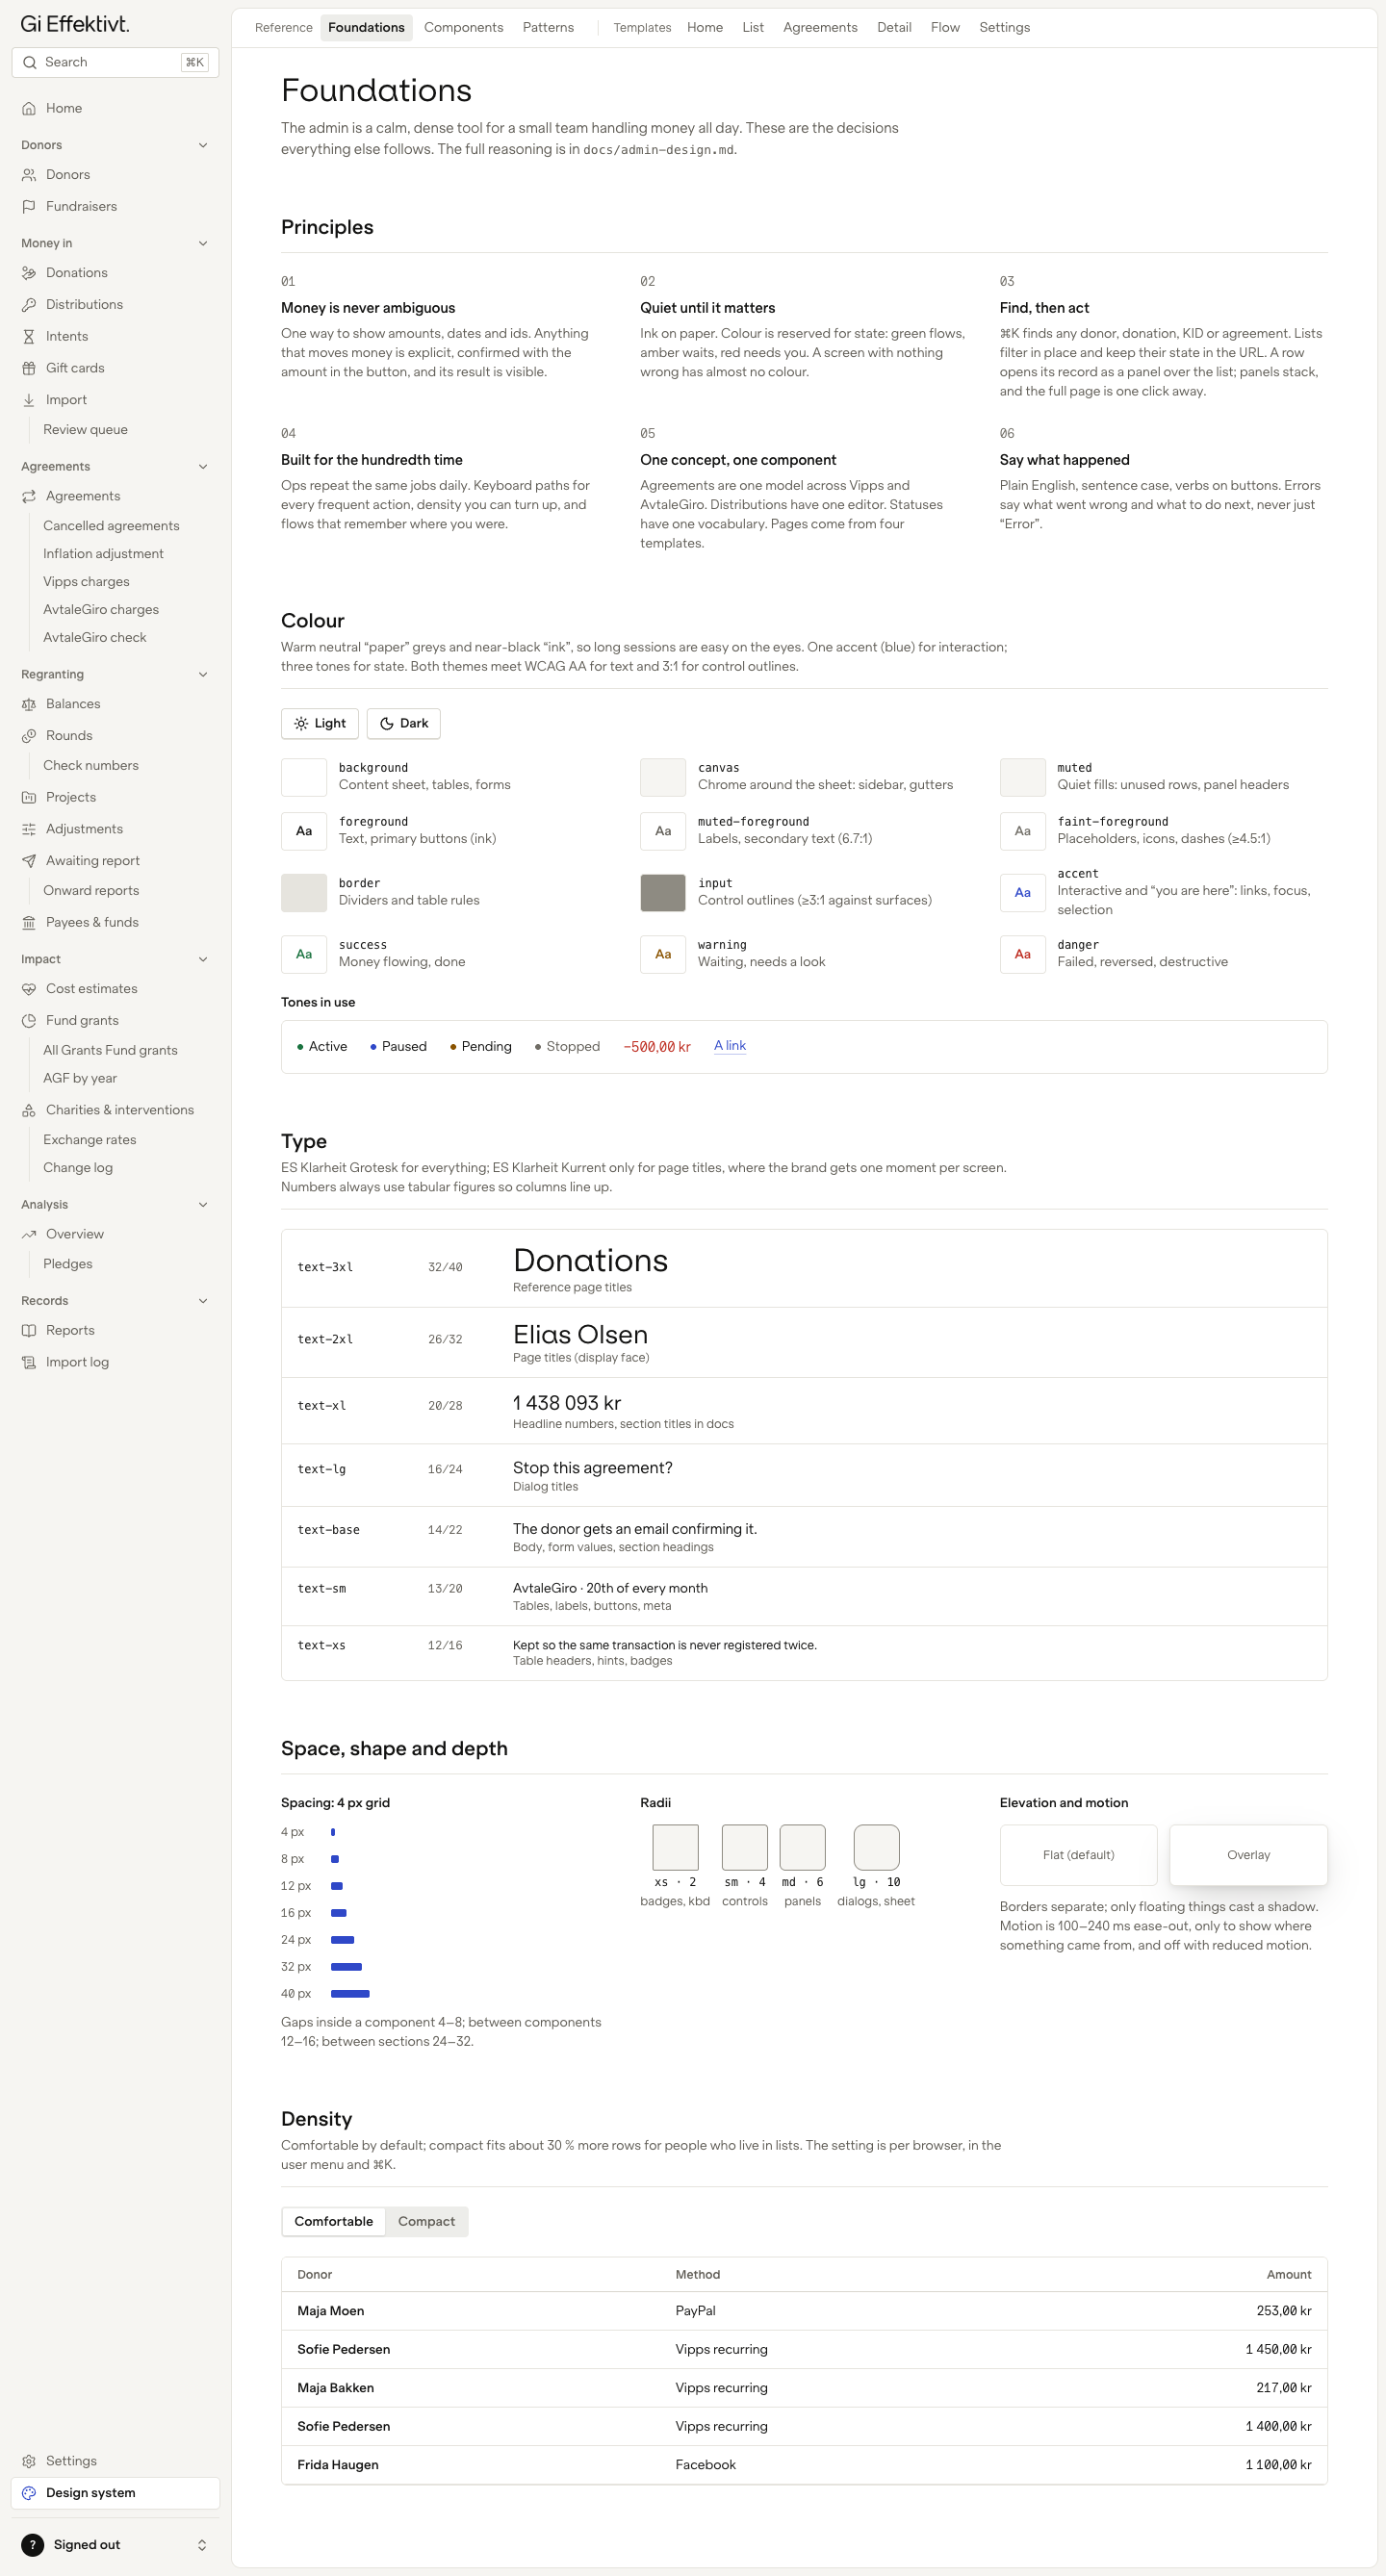 Gi Effektivt.
Search ⌘K
Home
Donors
Donors
Fundraisers
Money in
Donations
Distributions
Intents
Gift cards
Import
Review queue
Agreements
Agreements
Cancelled agreements
Inflation adjustment
Vipps charges
AvtaleGiro charges
AvtaleGiro check
Regranting
Balances
Rounds
Check numbers
Projects
Adjustments
Awaiting report
Onward reports
Payees & funds
Impact
Cost estimates
Fund grants
All Grants Fund grants
AGF by year
Charities & interventions
Exchange rates
Change log
Analysis
Overview
Pledges
Records
Reports
Import log
Settings
Design system
? Signed out
Reference Foundations Components Patterns Templates Home List Agreements Detail Flow Settings
Foundations
The admin is a calm, dense tool for a small team handling money all day. These are the decisions
everything else follows. The full reasoning is in docs/admin-design.md.
Principles
01
Money is never ambiguous
One way to show amounts, dates and ids. Anything
that moves money is explicit, confirmed with the
amount in the button, and its result is visible.
02
Quiet until it matters
Ink on paper. Colour is reserved for state: green flows,
amber waits, red needs you. A screen with nothing
wrong has almost no colour.
03
Find, then act
⌘K finds any donor, donation, KID or agreement. Lists
filter in place and keep their state in the URL. A row
opens its record as a panel over the list; panels stack,
and the full page is one click away.
04
Built for the hundredth time
Ops repeat the same jobs daily. Keyboard paths for
every frequent action, density you can turn up, and
flows that remember where you were.
05
One concept, one component
Agreements are one model across Vipps and
AvtaleGiro. Distributions have one editor. Statuses
have one vocabulary. Pages come from four
templates.
06
Say what happened
Plain English, sentence case, verbs on buttons. Errors
say what went wrong and what to do next, never just
“Error”.
Colour
Warm neutral “paper” greys and near-black “ink”, so long sessions are easy on the eyes. One accent (blue) for interaction;
three tones for state. Both themes meet WCAG AA for text and 3:1 for control outlines.
Light Dark
background
Content sheet, tables, forms
canvas
Chrome around the sheet: sidebar, gutters
muted
Quiet fills: unused rows, panel headers
Aa foreground
Text, primary buttons (ink)
Aa muted-foreground
Labels, secondary text (6.7:1)
Aa faint-foreground
Placeholders, icons, dashes (≥4.5:1)
border
Dividers and table rules
input
Control outlines (≥3:1 against surfaces)
Aa accent
Interactive and “you are here”: links, focus,
selection
Aa success
Money flowing, done
Aa warning
Waiting, needs a look
Aa danger
Failed, reversed, destructive
Tones in use
Active Paused Pending Stopped −500,00 kr A link
Type
ES Klarheit Grotesk for everything; ES Klarheit Kurrent only for page titles, where the brand gets one moment per screen.
Numbers always use tabular figures so columns line up.
text-3xl 32/40 Donations
Reference page titles
text-2xl 26/32 Elias Olsen
Page titles (display face)
text-xl 20/28 1 438 093 kr
Headline numbers, section titles in docs
text-lg 16/24 Stop this agreement?
Dialog titles
text-base 14/22 The donor gets an email confirming it.
Body, form values, section headings
text-sm 13/20 AvtaleGiro · 20th of every month
Tables, labels, buttons, meta
text-xs 12/16 Kept so the same transaction is never registered twice.
Table headers, hints, badges
Space, shape and depth
Spacing: 4 px grid
4 px
8 px
12 px
16 px
24 px
32 px
40 px
Gaps inside a component 4–8; between components
12–16; between sections 24–32.
Radii
xs · 2 sm · 4 md · 6 lg · 10
badges, kbd controls panels dialogs, sheet
Elevation and motion
Flat (default) Overlay
Borders separate; only floating things cast a shadow.
Motion is 100–240 ms ease-out, only to show where
something came from, and off with reduced motion.
Density
Comfortable by default; compact fits about 30 % more rows for people who live in lists. The setting is per browser, in the
user menu and ⌘K.
Comfortable Compact
Donor Method Amount
Maja Moen PayPal 253,00 kr
Sofie Pedersen Vipps recurring 1 450,00 kr
Maja Bakken Vipps recurring 217,00 kr
Sofie Pedersen Vipps recurring 1 400,00 kr
Frida Haugen Facebook 1 100,00 kr